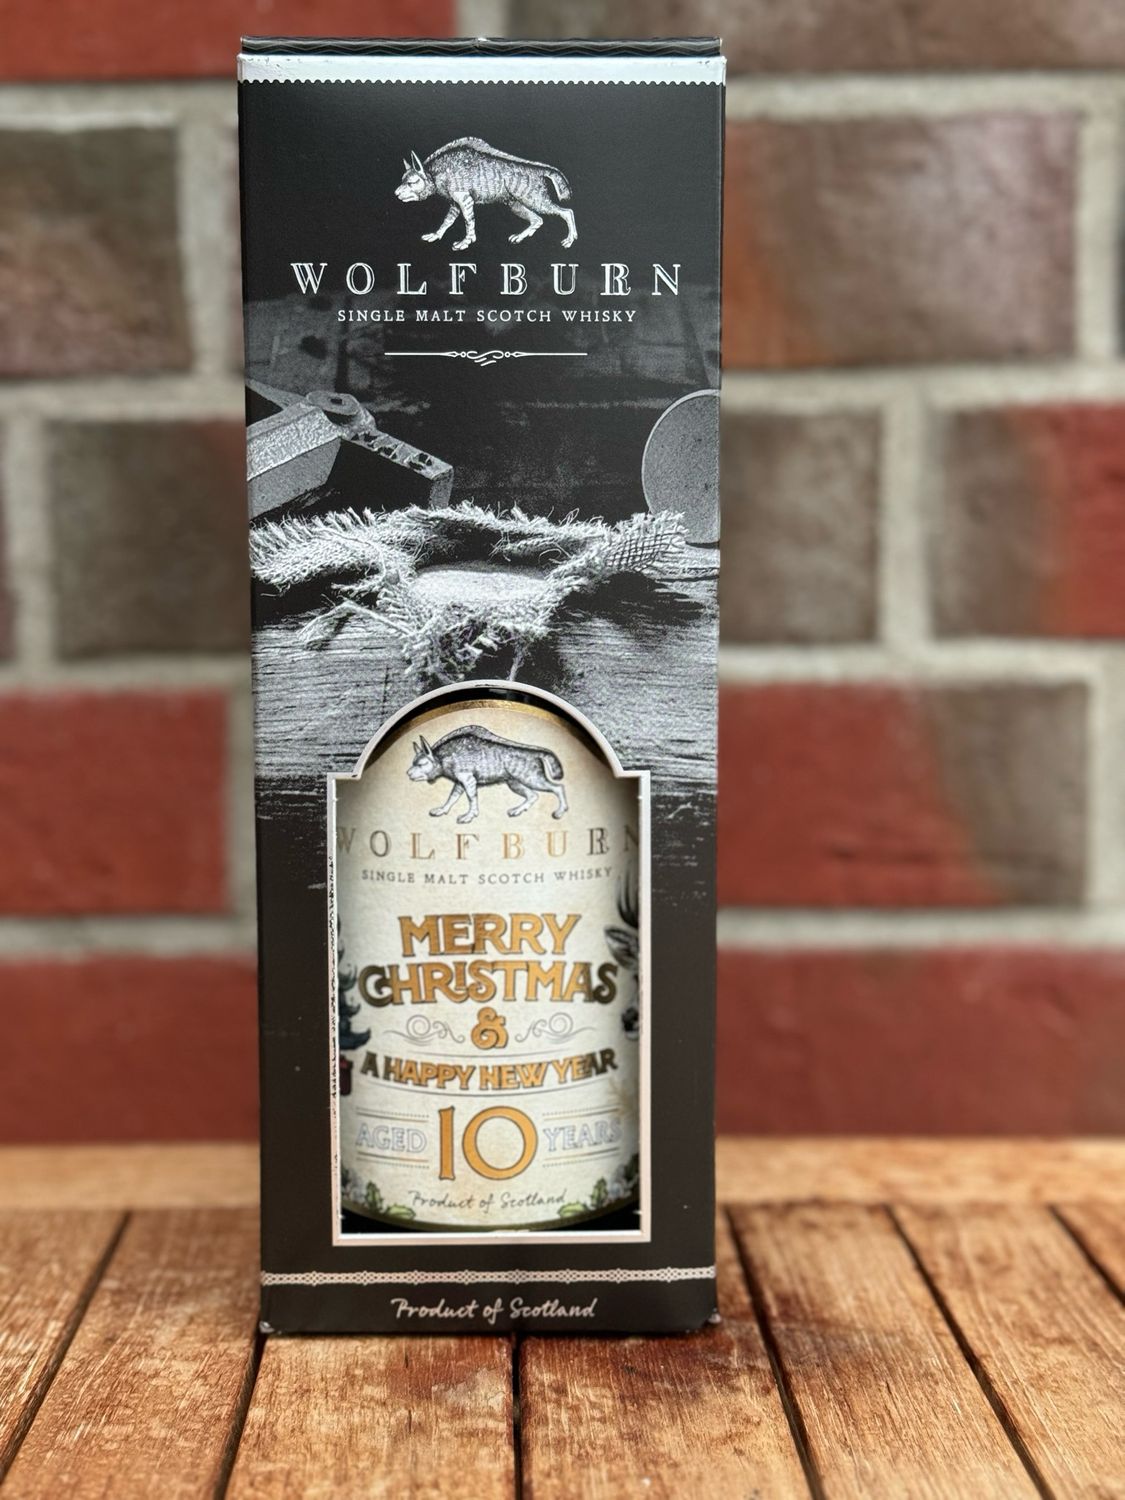 WOLFBURN
SINGLE MALT SCOTCH WHISKY
WOLFBURN
SINGLE MALT SCOTCH WHISKY
MERRY
CHRISTMAS
&
A HAPPY NEW YEAR
AGED 10 YEARS
Product of Scotland
Product of Scotland